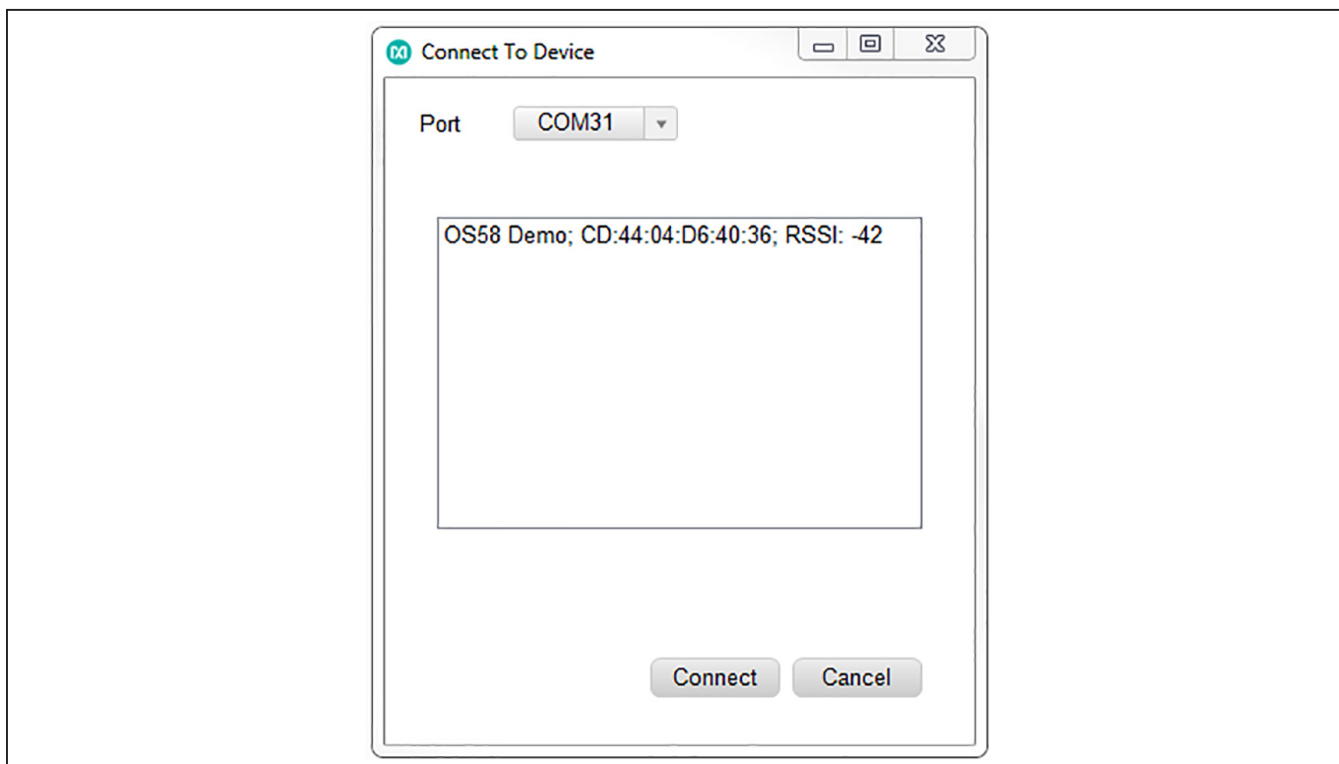 Connect To Device
Port COM31
OS58 Demo; CD:44:04:D6:40:36; RSSI: -42
Connect Cancel